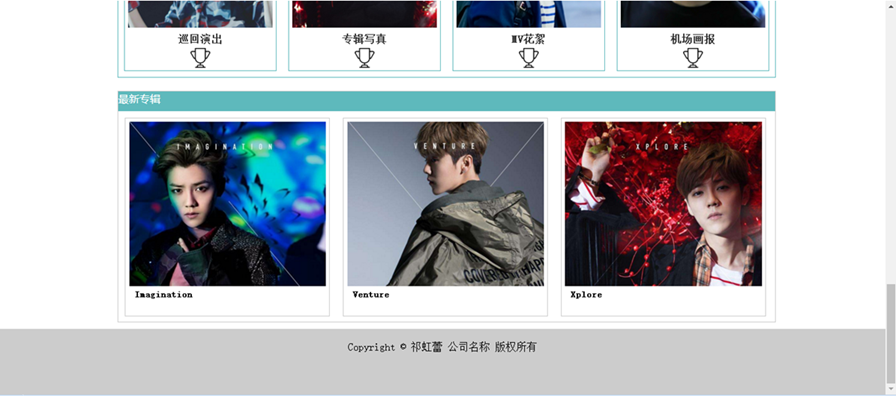 巡回演出
专辑写真
MV花絮
机场画报
最新专辑
IMAGINATION
VENTURE
XPLORE
COVERED
Imagination
Venture
Xplore
Copyright © 祁虹蕾 公司名称 版权所有